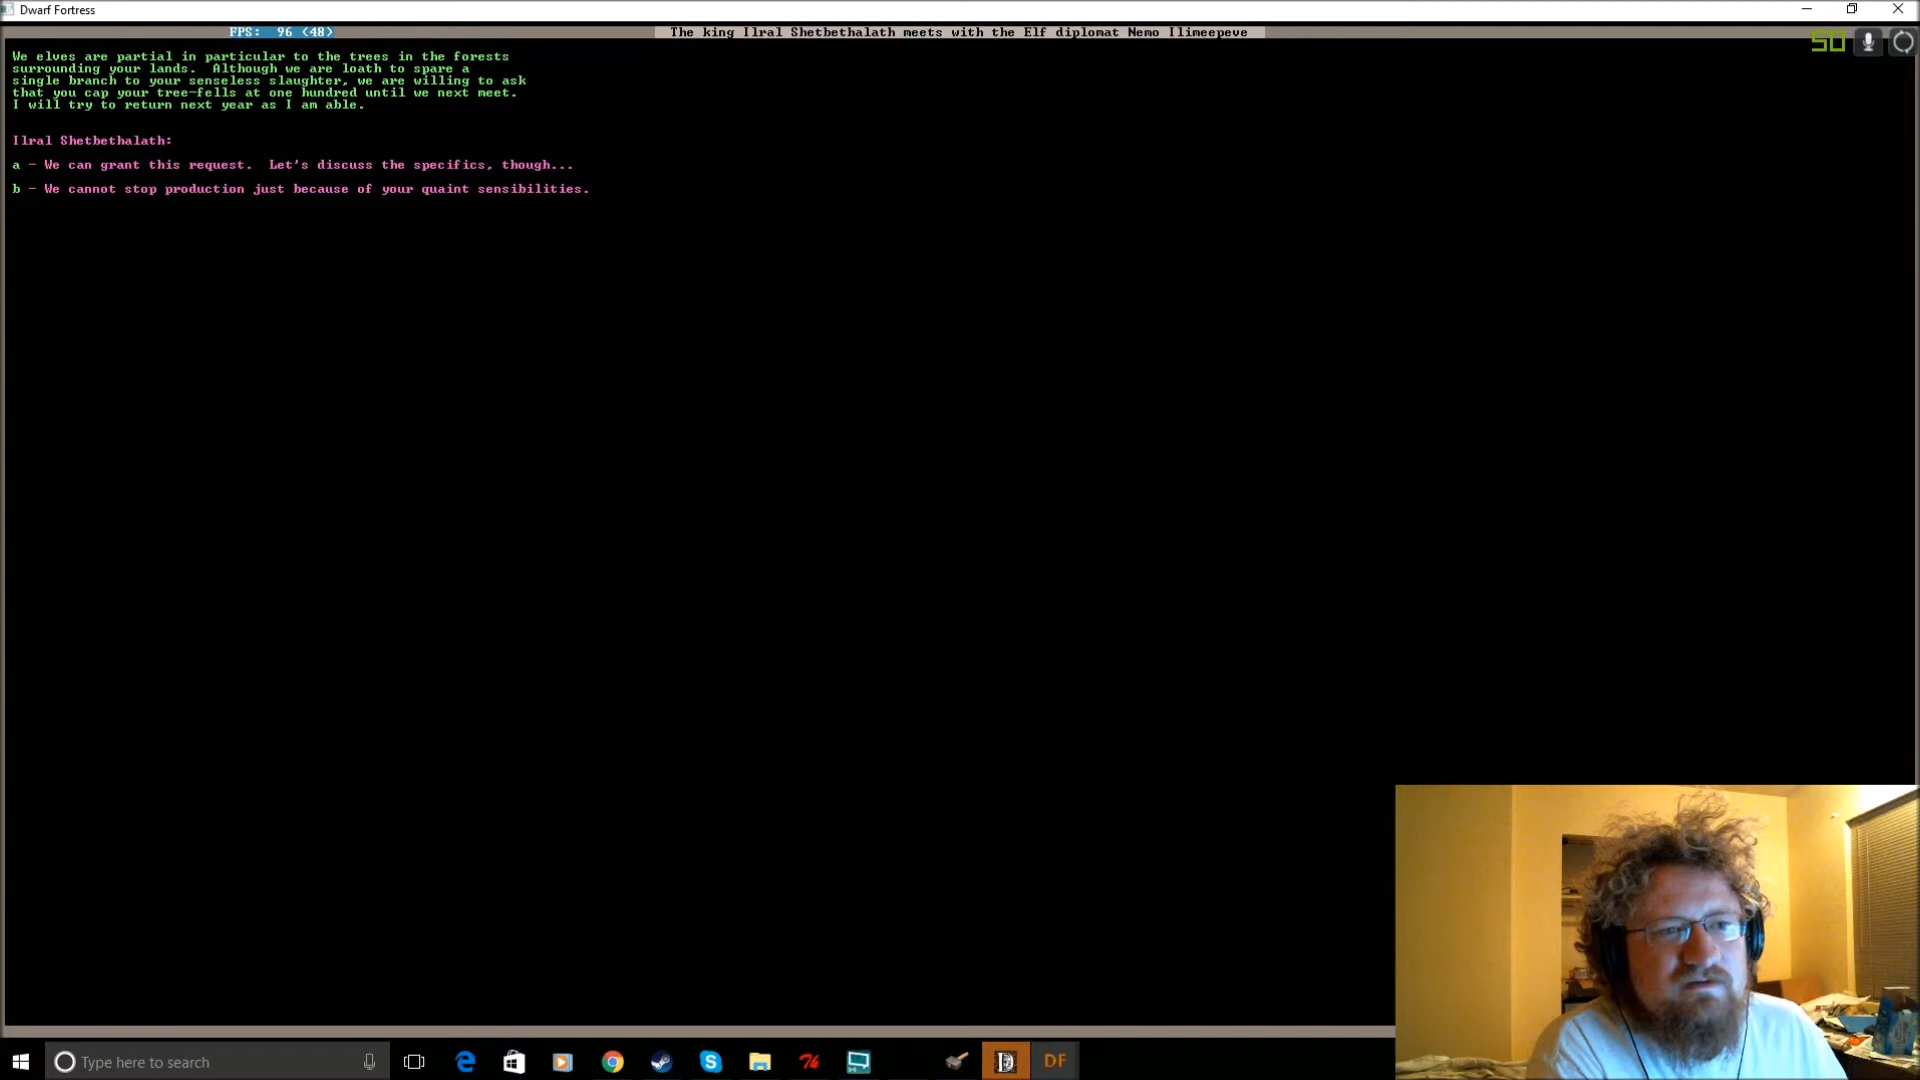 Dwarf Fortress
FPS: 96 (48)
The king Ilral Shetbethalath meets with the Elf diplomat Nemo Ilimeepeve
50
We elves are partial in particular to the trees in the forests
surrounding your lands.  Although we are loath to spare a
single branch to your senseless slaughter, we are willing to ask
that you cap your tree-fells at one hundred until we next meet.
I will try to return next year as I am able.
Ilral Shetbethalath:
a - We can grant this request.  Let's discuss the specifics, though...
b - We cannot stop production just because of your quaint sensibilities.
Type here to search
DF